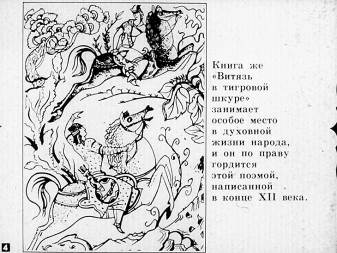 Книга же
«Витязь
в тигровой
шкуре»
занимает
особое место
в духовной
жизни народа,
и он по праву
гордится
этой поэмой,
написанной
в конце XII века.
4